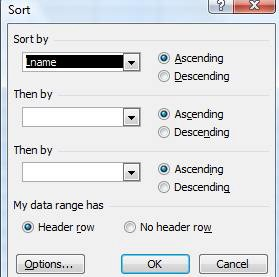 Sort
Sort by
Lname
Ascending
Descending
Then by
Ascending
Descending
Then by
Ascending
Descending
My data range has
Header row
No header row
Options...
OK
Cancel